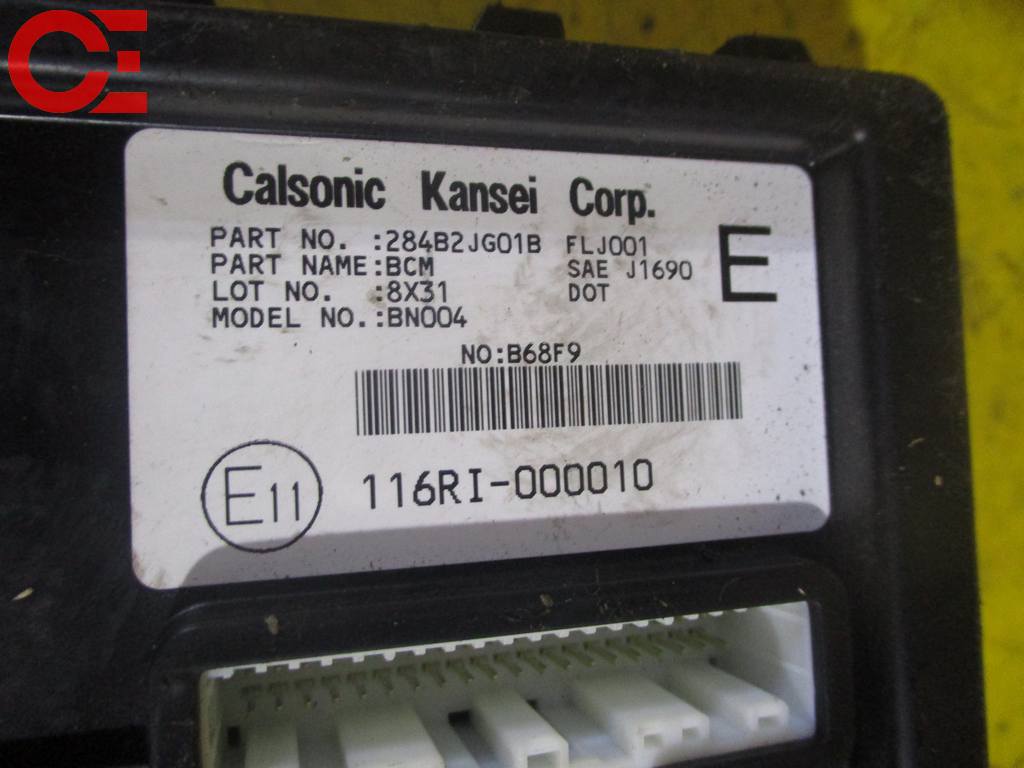 CE
Calsonic Kansei Corp.
PART NO. :284B2JG01B FLJ001
PART NAME:BCM SAE J1690
LOT NO. :8X31 DOT
MODEL NO.:BN004
E
NO:B68F9
E11 116RI-000010